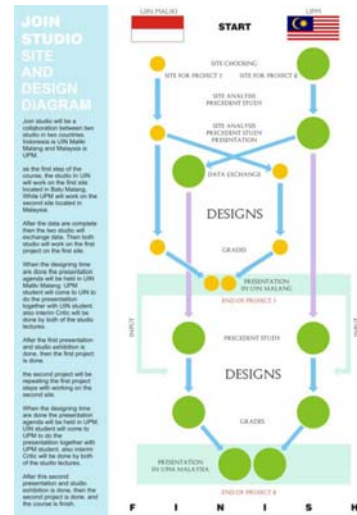 JOIN
STUDIO
SITE
AND
DESIGN
DIAGRAM
Join studio will be a
collaboration between two
studio in two countries.
Indonesia is UIN Maliki
Malang and Malaysia is
UPM.
as the first step of the
course, the studio in UIN
will work on the first site
located in Batu Malang.
While UPM will work on the
second site located in
Malaysia.
After the data are complete
then the two studio will
exchange data. Then both
studio will work on the first
project on the first site.
When the designing time
are done the presentation
agenda will be held in UIN
Maliki Malang. UPM
student will come to UIN to
do the presentation
together with UIN student.
also interim Critic will be
done by both of the studio
lectures.
After the first presentation
and studio exhibition is
done, then the first project
is done.
the second project will be
repeating the first project
steps with working on the
second site.
When the designing time
are done the presentation
agenda will be held in UPM.
UIN student will come to
UPM to do the
presentation together with
UPM student. also interim
Critic will be done by both
of the studio lectures.
After this second
presentation and studio
exhibition is done, then the
second project is done. and
the course is finish.
UIN MALIKI
START
UPM
SITE CHOOSING
SITE FOR PROJECT I
SITE FOR PROJECT II
SITE ANALYSIS
PRECEDENT STUDY
SITE ANALYSIS
PRECEDENT STUDY
PRESENTATION
DATA EXCHANGE
DESIGNS
GRADES
PRESENTATION
IN UIN MALANG
END OF PROJECT I
INPUT
INPUT
PRECEDENT STUDY
DESIGNS
GRADES
PRESENTATION
IN UPM MALAYSIA
END OF PROJECT II
F I N I S H